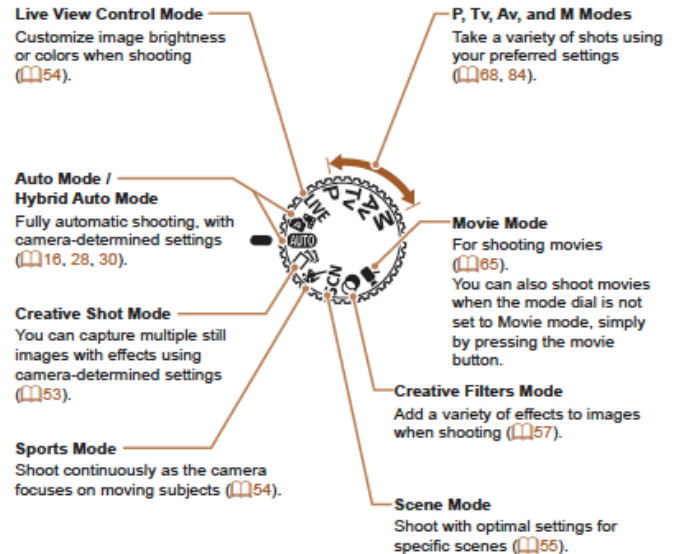 Live View Control Mode
Customize image brightness
or colors when shooting
(54).
P, Tv, Av, and M Modes
Take a variety of shots using
your preferred settings
(68, 84).
Auto Mode /
Hybrid Auto Mode
Fully automatic shooting, with
camera-determined settings
(16, 28, 30).
Creative Shot Mode
You can capture multiple still
images with effects using
camera-determined settings
(53).
Sports Mode
Shoot continuously as the camera
focuses on moving subjects (54).
LIVE
P
Tv
Av
M
AUTO
SCN
Movie Mode
For shooting movies
(65).
You can also shoot movies
when the mode dial is not
set to Movie mode, simply
by pressing the movie
button.
Creative Filters Mode
Add a variety of effects to images
when shooting (57).
Scene Mode
Shoot with optimal settings for
specific scenes (55).